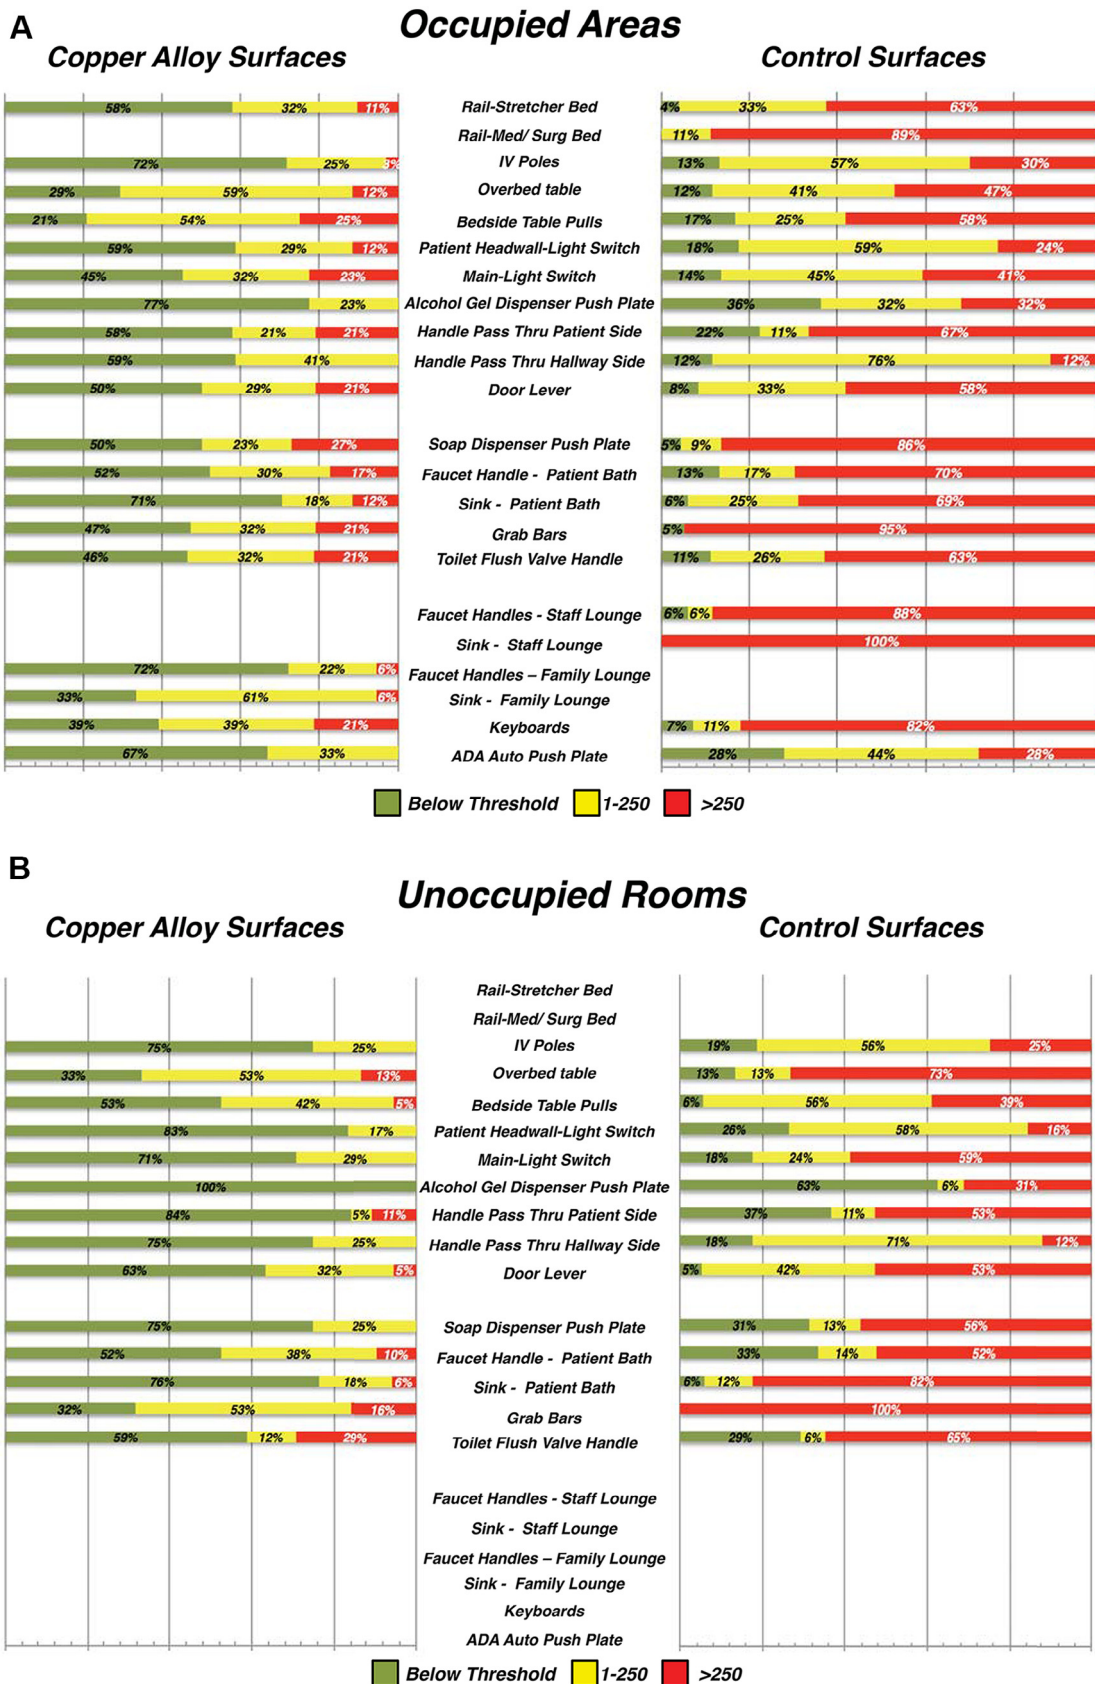 A
Occupied Areas
Copper Alloy Surfaces Control Surfaces
58% 32% 11% Rail-Stretcher Bed 4% 33% 63%
Rail-Med/ Surg Bed 11% 89%
72% 25% 3% IV Poles 13% 57% 30%
29% 59% 12% Overbed table 12% 41% 47%
21% 54% 25% Bedside Table Pulls 17% 25% 58%
59% 29% 12% Patient Headwall-Light Switch 18% 59% 24%
45% 32% 23% Main-Light Switch 14% 45% 41%
77% 23% Alcohol Gel Dispenser Push Plate 36% 32% 32%
58% 21% 21% Handle Pass Thru Patient Side 22% 11% 67%
59% 41% Handle Pass Thru Hallway Side 12% 76% 12%
50% 29% 21% Door Lever 8% 33% 58%
50% 23% 27% Soap Dispenser Push Plate 5% 9% 86%
52% 30% 17% Faucet Handle - Patient Bath 13% 17% 70%
71% 18% 12% Sink - Patient Bath 6% 25% 69%
47% 32% 21% Grab Bars 5% 95%
46% 32% 21% Toilet Flush Valve Handle 11% 26% 63%
Faucet Handles - Staff Lounge 6% 6% 88%
Sink - Staff Lounge 100%
72% 22% 6% Faucet Handles – Family Lounge
33% 61% 6% Sink - Family Lounge
39% 39% 21% Keyboards 7% 11% 82%
67% 33% ADA Auto Push Plate 28% 44% 28%
Below Threshold 1-250 >250
B
Unoccupied Rooms
Copper Alloy Surfaces Control Surfaces
Rail-Stretcher Bed
Rail-Med/ Surg Bed
75% 25% IV Poles 19% 56% 25%
33% 53% 13% Overbed table 13% 13% 73%
53% 42% 5% Bedside Table Pulls 6% 56% 39%
83% 17% Patient Headwall-Light Switch 26% 58% 16%
71% 29% Main-Light Switch 18% 24% 59%
100% Alcohol Gel Dispenser Push Plate 63% 6% 31%
84% 5% 11% Handle Pass Thru Patient Side 37% 11% 53%
75% 25% Handle Pass Thru Hallway Side 18% 71% 12%
63% 32% 5% Door Lever 5% 42% 53%
75% 25% Soap Dispenser Push Plate 31% 13% 56%
52% 38% 10% Faucet Handle - Patient Bath 33% 14% 52%
76% 18% 6% Sink - Patient Bath 6% 12% 82%
32% 53% 16% Grab Bars 100%
59% 12% 29% Toilet Flush Valve Handle 29% 6% 65%
Faucet Handles - Staff Lounge
Sink - Staff Lounge
Faucet Handles – Family Lounge
Sink - Family Lounge
Keyboards
ADA Auto Push Plate
Below Threshold 1-250 >250